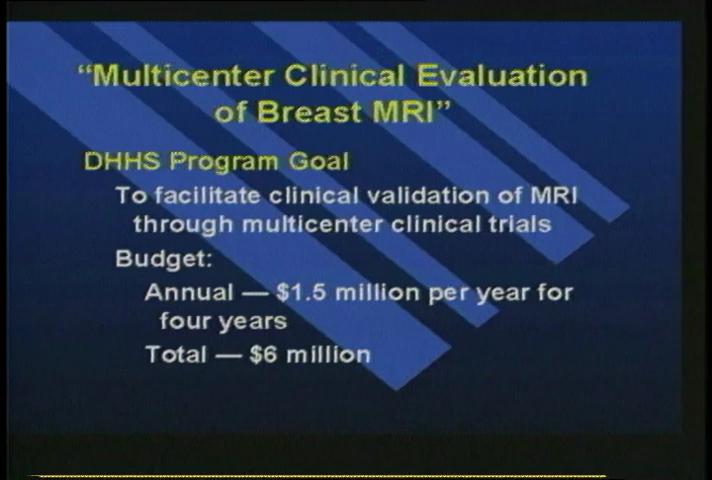 “Multicenter Clinical Evaluation
of Breast MRI”
DHHS Program Goal
To facilitate clinical validation of MRI
through multicenter clinical trials
Budget:
Annual — $1.5 million per year for
four years
Total — $6 million